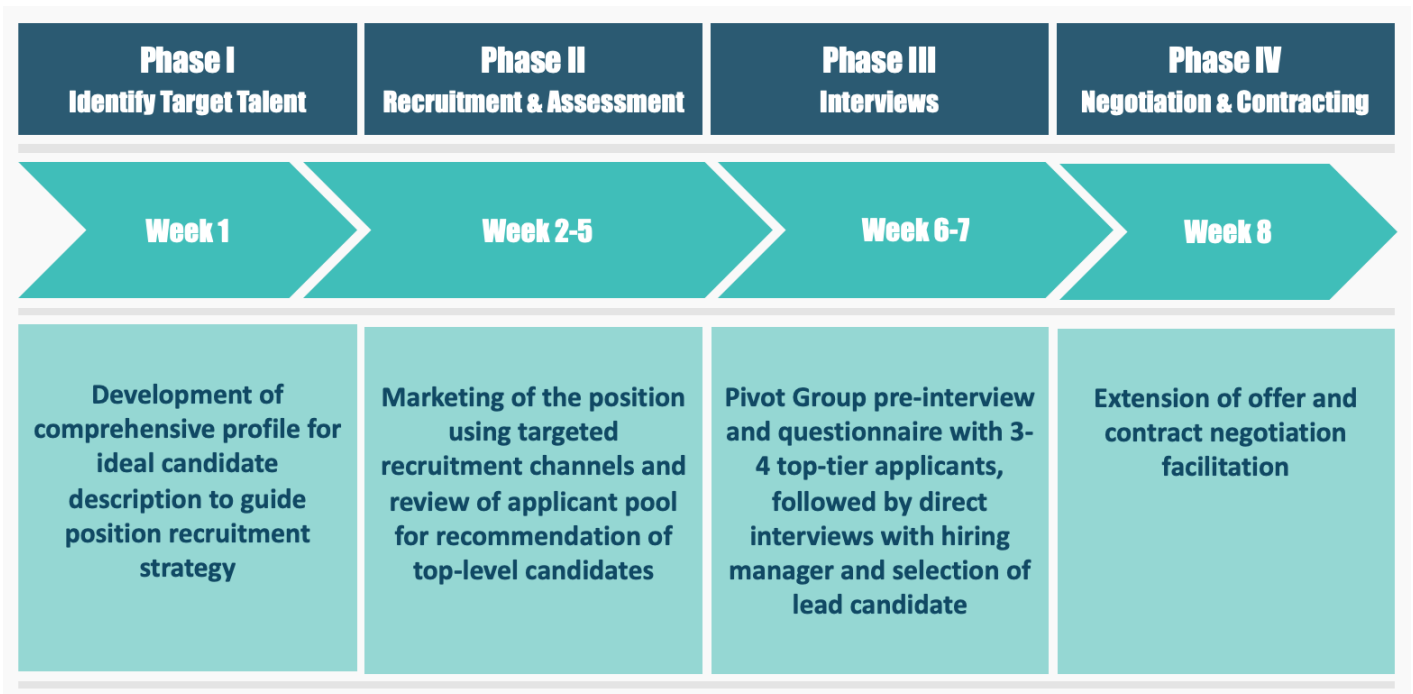 Phase I
Identify Target Talent
Phase II
Recruitment & Assessment
Phase III
Interviews
Phase IV
Negotiation & Contracting
Week 1
Week 2-5
Week 6-7
Week 8
Development of
comprehensive profile for
ideal candidate
description to guide
position recruitment
strategy
Marketing of the position
using targeted
recruitment channels and
review of applicant pool
for recommendation of
top-level candidates
Pivot Group pre-interview
and questionnaire with 3-
4 top-tier applicants,
followed by direct
interviews with hiring
manager and selection of
lead candidate
Extension of offer and
contract negotiation
facilitation